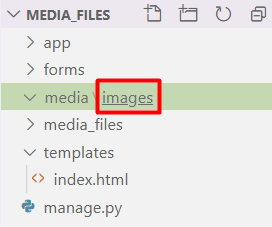 MEDIA_FILES
app
forms
media \ images
media_files
templates
<> index.html
manage.py